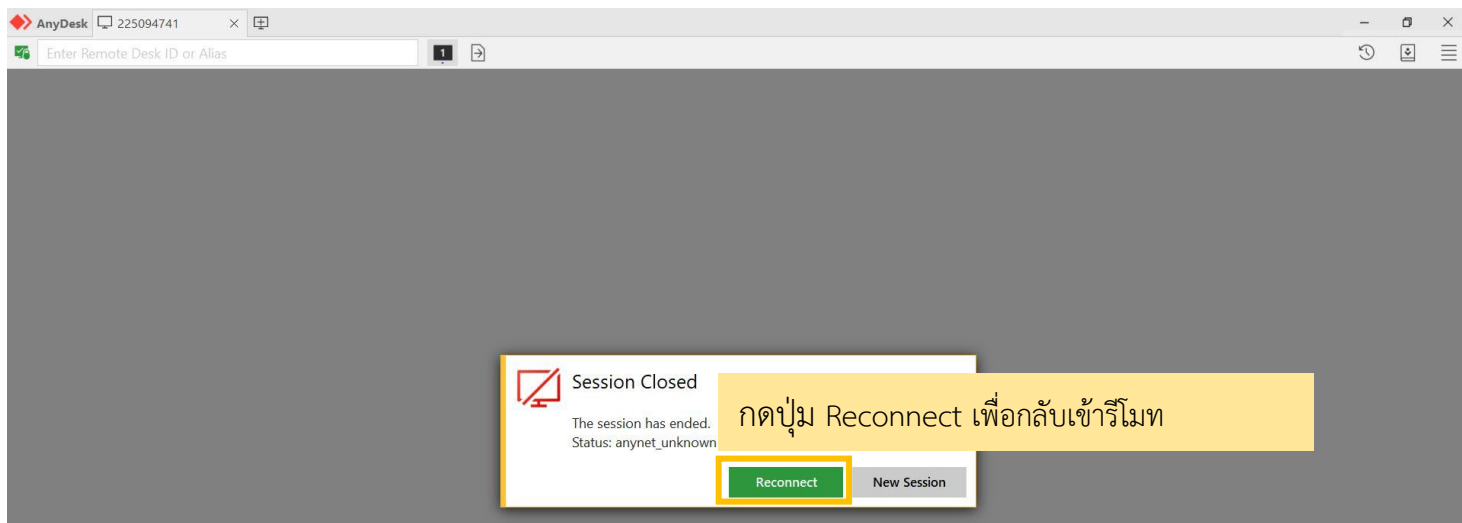 AnyDesk 225094741
Enter Remote Desk ID or Alias 1
Session Closed
The session has ended.
Status: anynet_unknown
กดปุ่ม Reconnect เพื่อกลับเข้ารีโมท
Reconnect New Session